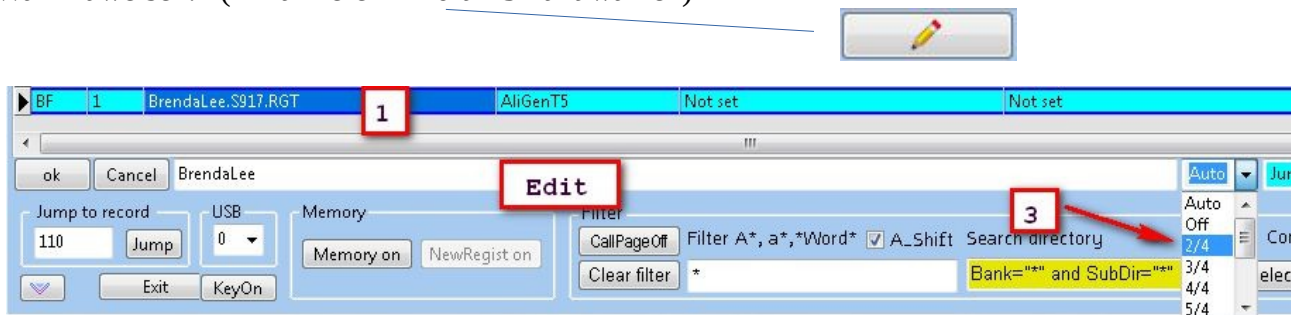 BF 1 BrendaLee.S917.RGT 1 AliGenT5 Not set Not set
ok Cancel BrendaLee Edit Auto
Auto
Off
2/4
3/4
4/4
5/4
3
Jump to record USB Memory Filter
110 Jump 0 Memory on NewRegist on CallPageOff Filter A*, a*,*Word* A_Shift Search directory
Clear filter * Bank="*" and SubDir="*"
Exit KeyOn